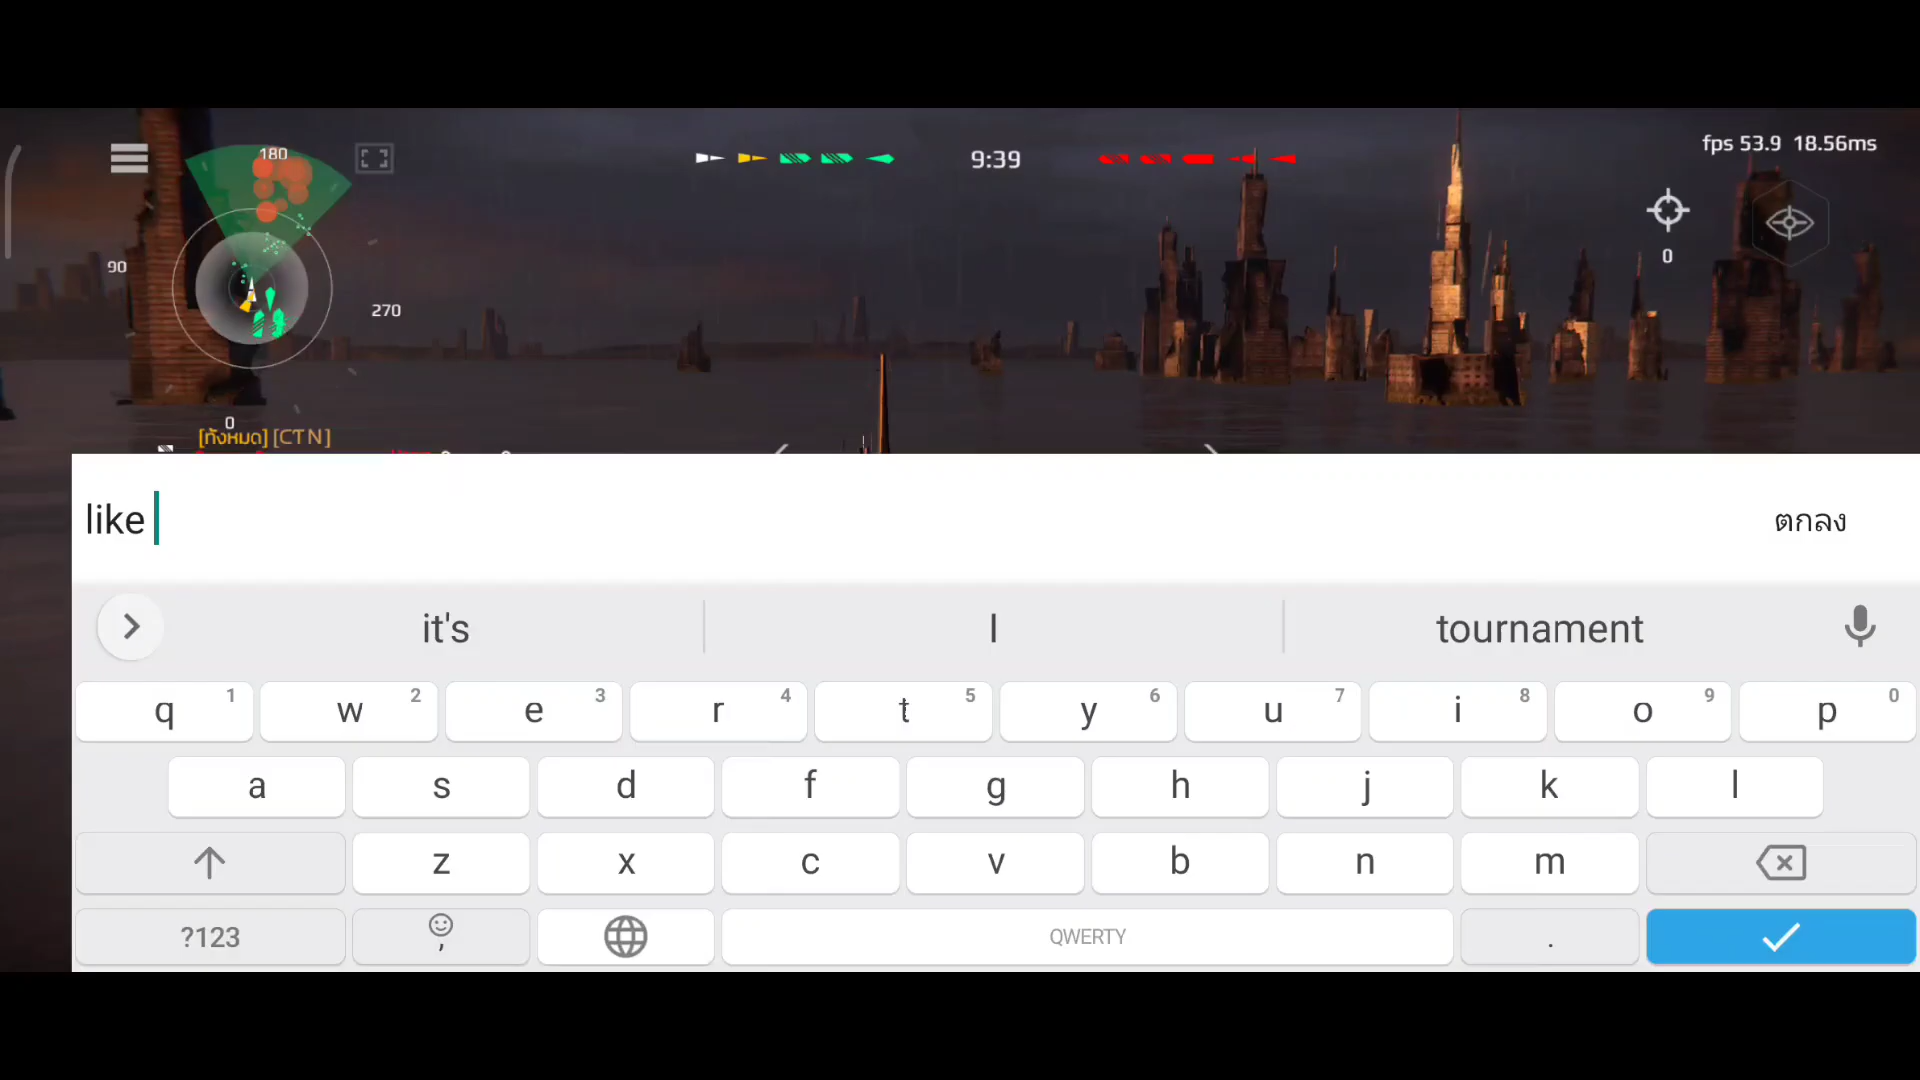 180
9:39
fps 53.9 18.56ms
90
270
0
0
[ทั้งหมด] [CTN]
like
ตกลง
it's I tournament
q 1 w 2 e 3 r 4 t 5 y 6 u 7 i 8 o 9 p 0
a s d f g h j k l
z x c v b n m
?123 , QWERTY .